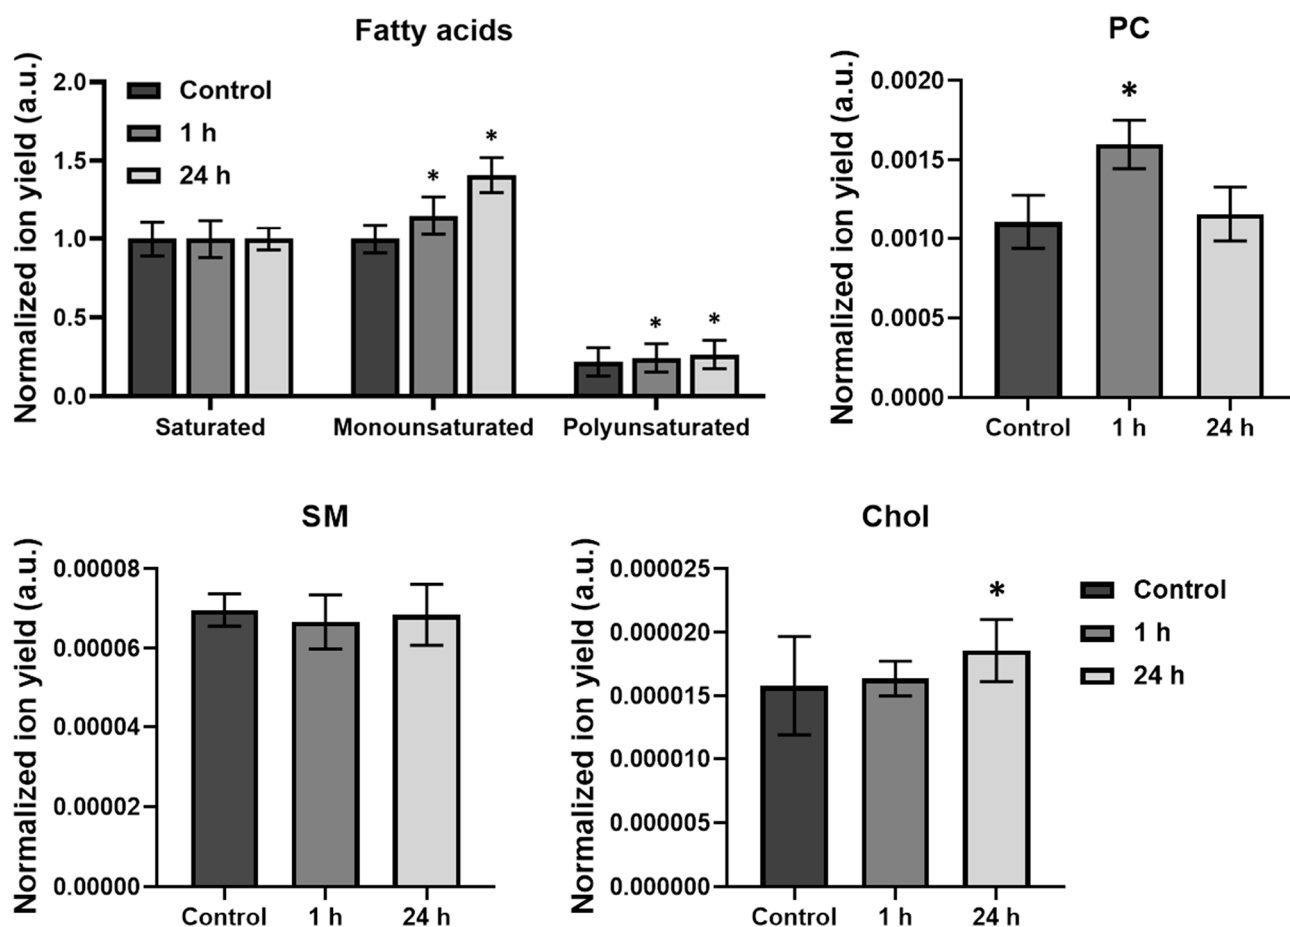 Fatty acids
Normalized ion yield (a.u.)
2.0
1.5
1.0
0.5
0.0
Control
1 h
24 h
*
*
*
*
Saturated
Monounsaturated
Polyunsaturated
PC
Normalized ion yield (a.u.)
0.0020
0.0015
0.0010
0.0005
0.0000
*
Control
1 h
24 h
SM
Normalized ion yield (a.u.)
0.00008
0.00006
0.00004
0.00002
0.00000
Control
1 h
24 h
Chol
Normalized ion yield (a.u.)
0.000025
0.000020
0.000015
0.000010
0.000005
0.000000
*
Control
1 h
24 h
Control
1 h
24 h